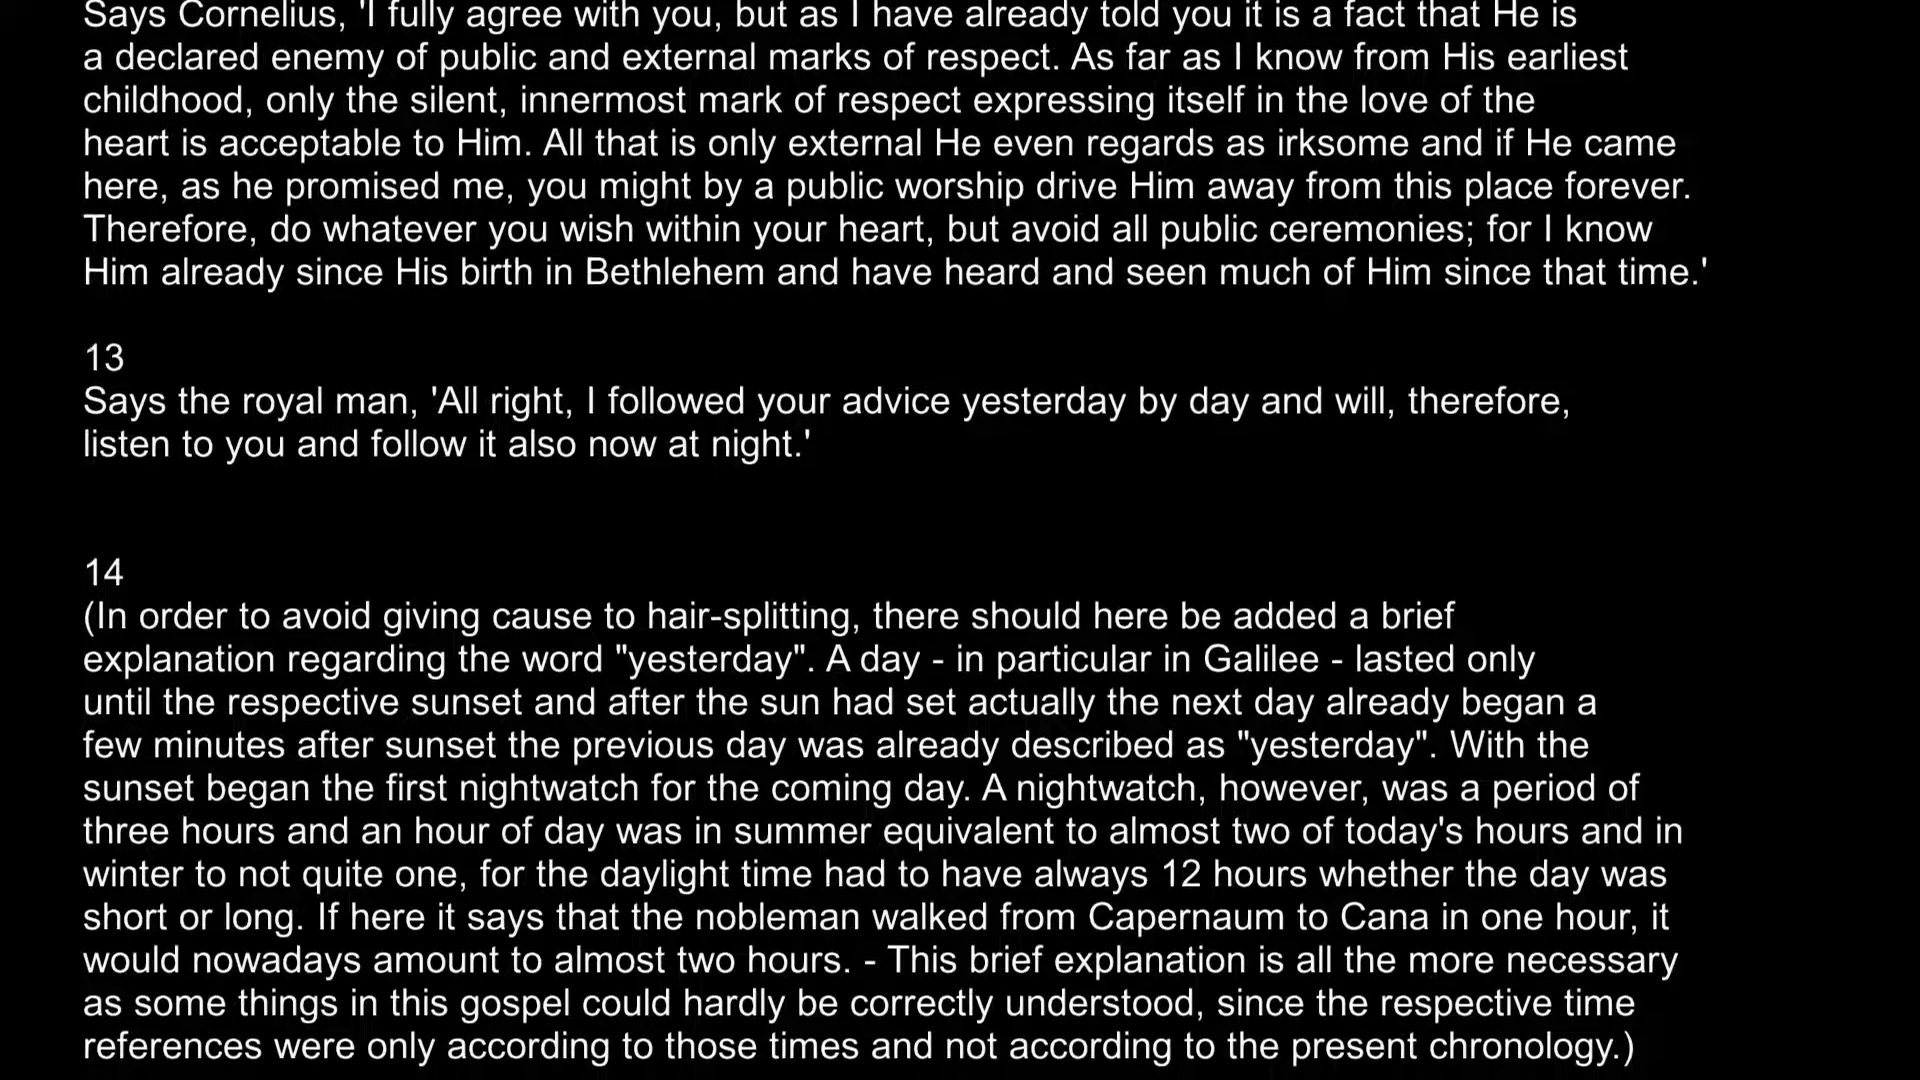 Says Cornelius, 'I fully agree with you, but as I have already told you it is a fact that He is
a declared enemy of public and external marks of respect. As far as I know from His earliest
childhood, only the silent, innermost mark of respect expressing itself in the love of the
heart is acceptable to Him. All that is only external He even regards as irksome and if He came
here, as he promised me, you might by a public worship drive Him away from this place forever.
Therefore, do whatever you wish within your heart, but avoid all public ceremonies; for I know
Him already since His birth in Bethlehem and have heard and seen much of Him since that time.'
13
Says the royal man, 'All right, I followed your advice yesterday by day and will, therefore,
listen to you and follow it also now at night.'
14
(In order to avoid giving cause to hair-splitting, there should here be added a brief
explanation regarding the word "yesterday". A day - in particular in Galilee - lasted only
until the respective sunset and after the sun had set actually the next day already began a
few minutes after sunset the previous day was already described as "yesterday". With the
sunset began the first nightwatch for the coming day. A nightwatch, however, was a period of
three hours and an hour of day was in summer equivalent to almost two of today's hours and in
winter to not quite one, for the daylight time had to have always 12 hours whether the day was
short or long. If here it says that the nobleman walked from Capernaum to Cana in one hour, it
would nowadays amount to almost two hours. - This brief explanation is all the more necessary
as some things in this gospel could hardly be correctly understood, since the respective time
references were only according to those times and not according to the present chronology.)